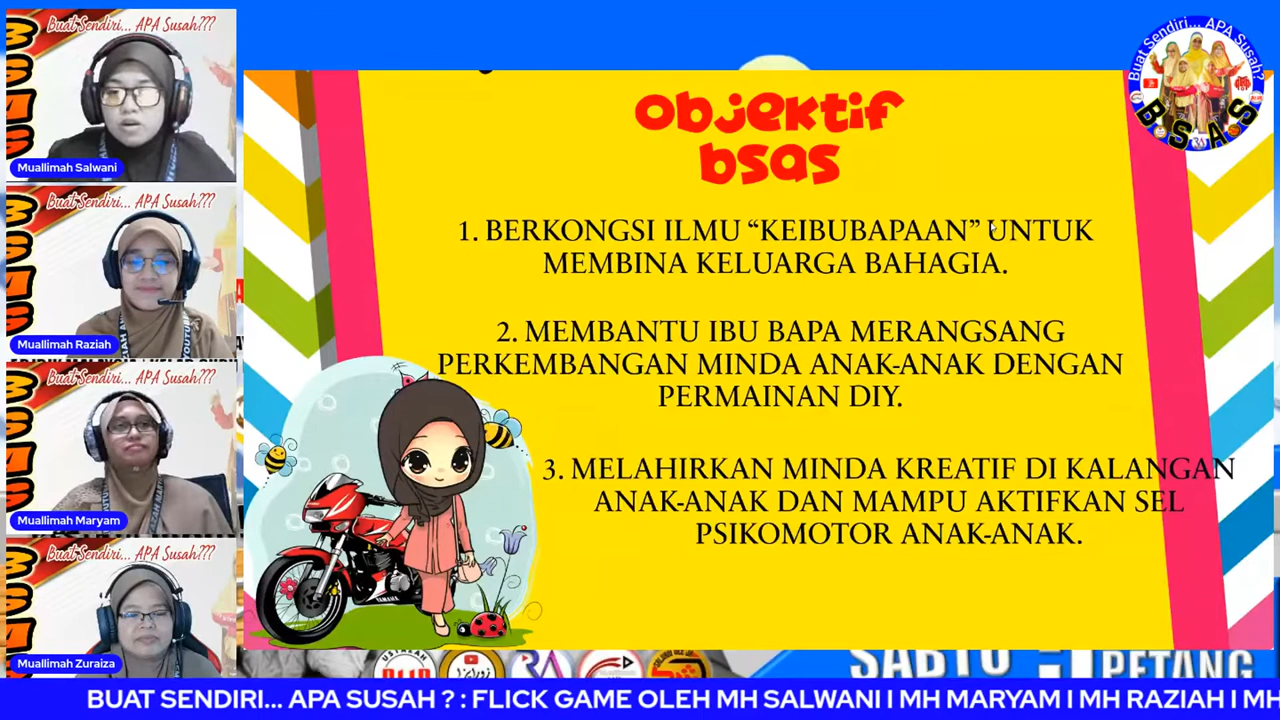 Buat Sendiri... APA Susah???
Muallimah Salwani
Buat Sendiri... APA Susah???
Muallimah Raziah
Buat Sendiri... APA Susah???
Muallimah Maryam
Buat Sendiri... APA Susah???
Muallimah Zuraiza
Buat Sendiri... APA Susah?
BSAS
Objektif
bsas
1. BERKONGSI ILMU “KEIBUBAPAAN” UNTUK
MEMBINA KELUARGA BAHAGIA.
2. MEMBANTU IBU BAPA MERANGSANG
PERKEMBANGAN MINDA ANAK-ANAK DENGAN
PERMAINAN DIY.
3. MELAHIRKAN MINDA KREATIF DI KALANGAN
ANAK-ANAK DAN MAMPU AKTIFKAN SEL
PSIKOMOTOR ANAK-ANAK.
YAMAHA
SABTU
PETANG
BUAT SENDIRI... APA SUSAH ? : FLICK GAME OLEH MH SALWANI I MH MARYAM I MH RAZIAH I MH